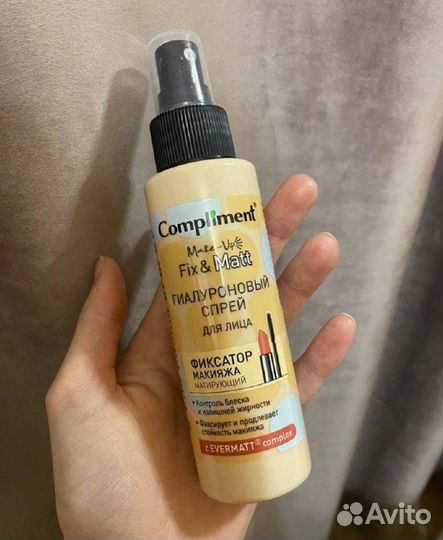 Compliment
Make-Up
Fix & Matt
ГИАЛУРОНОВЫЙ
СПРЕЙ
ДЛЯ ЛИЦА
ФИКСАТОР
МАКИЯЖА
МАТИРУЮЩИЙ
• Контроль блеска
и излишней жирности
• Фиксирует и продлевает
стойкость макияжа
с EVERMATT® complex
Avito